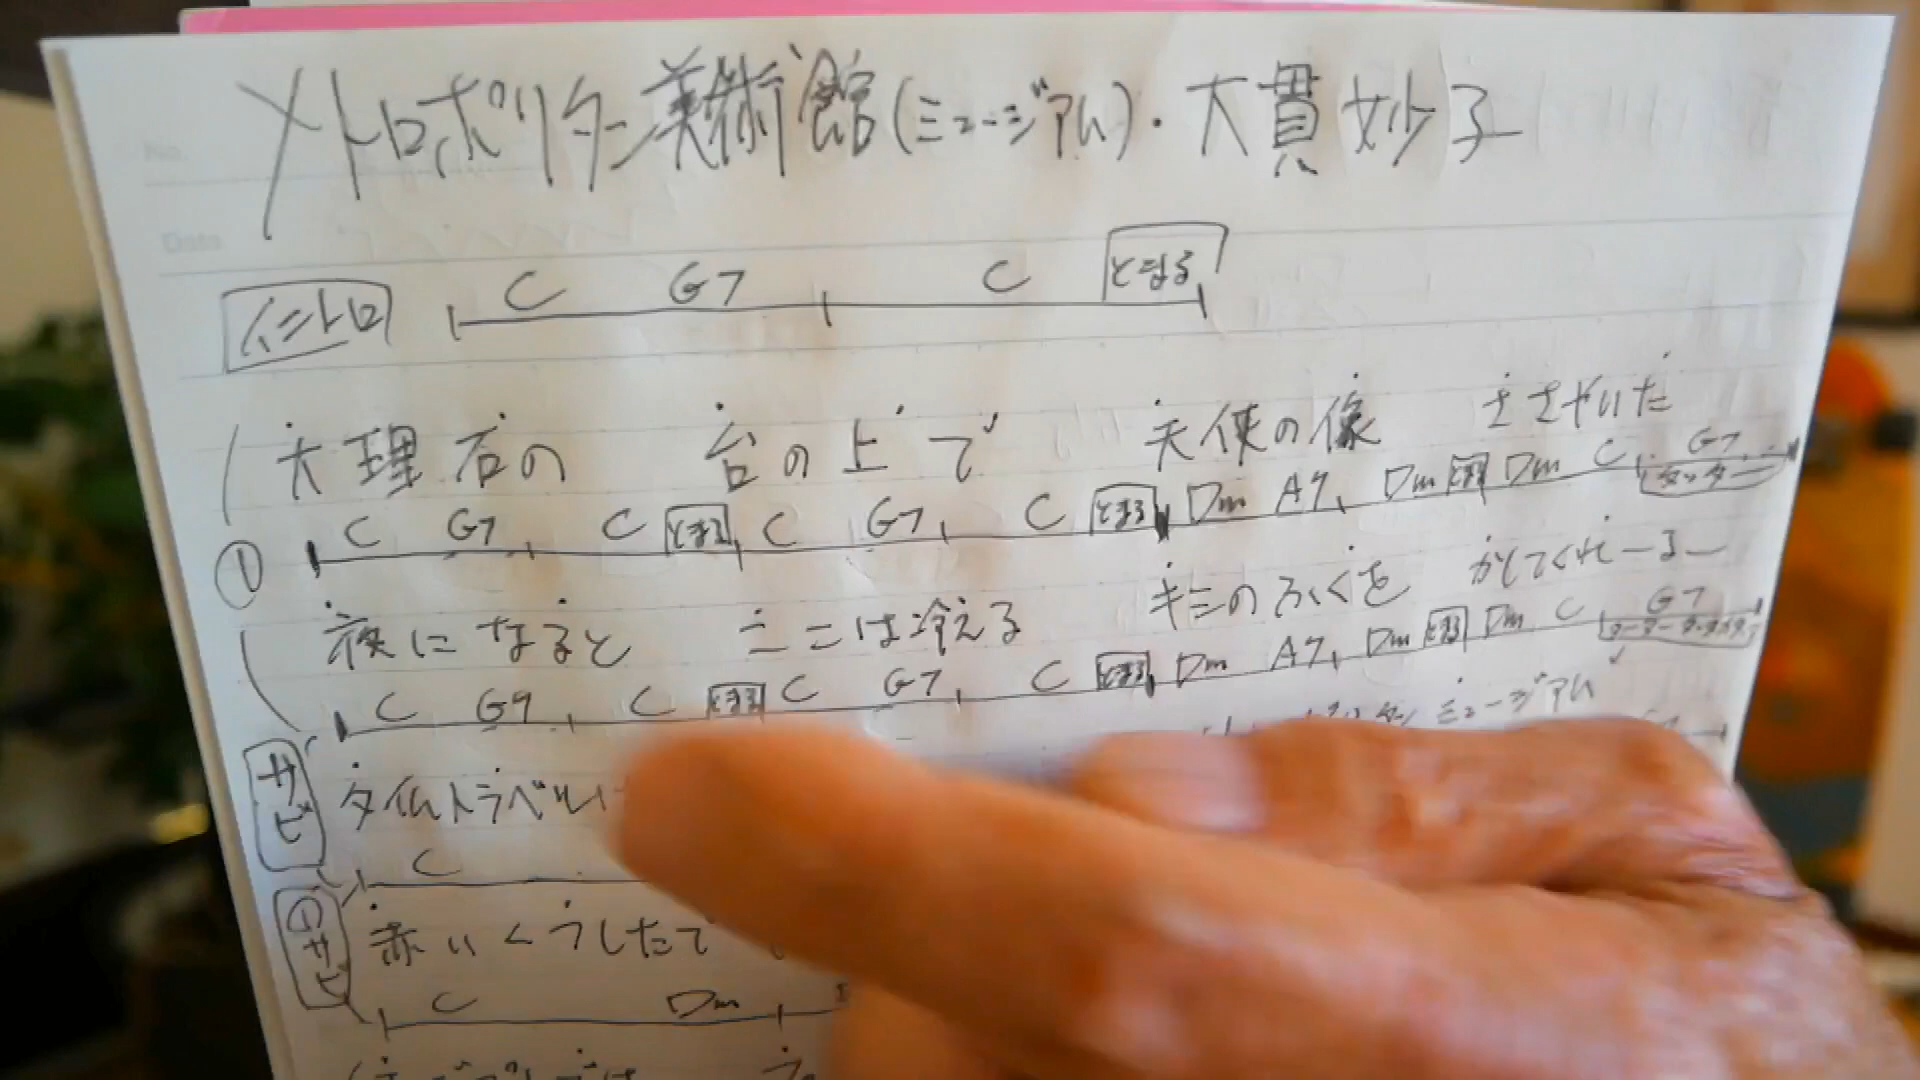 メトロポリタン美術館(ミュージアム)・大貫妙子
イントロ C G7 C とまる
大理石の 台の上で 天使の像 ささやいた
① C G7 C とまる C G7 C とまる Dm A7 Dm とまる Dm C G7
夜になると ここは冷える キミのふくを かしてくれーるー
C G7 C とまる C G7 C とまる Dm A7 Dm とまる Dm C G7
サビ タイムトラベル ミュージアム
C
サビ 赤いくつしたで
C Dm